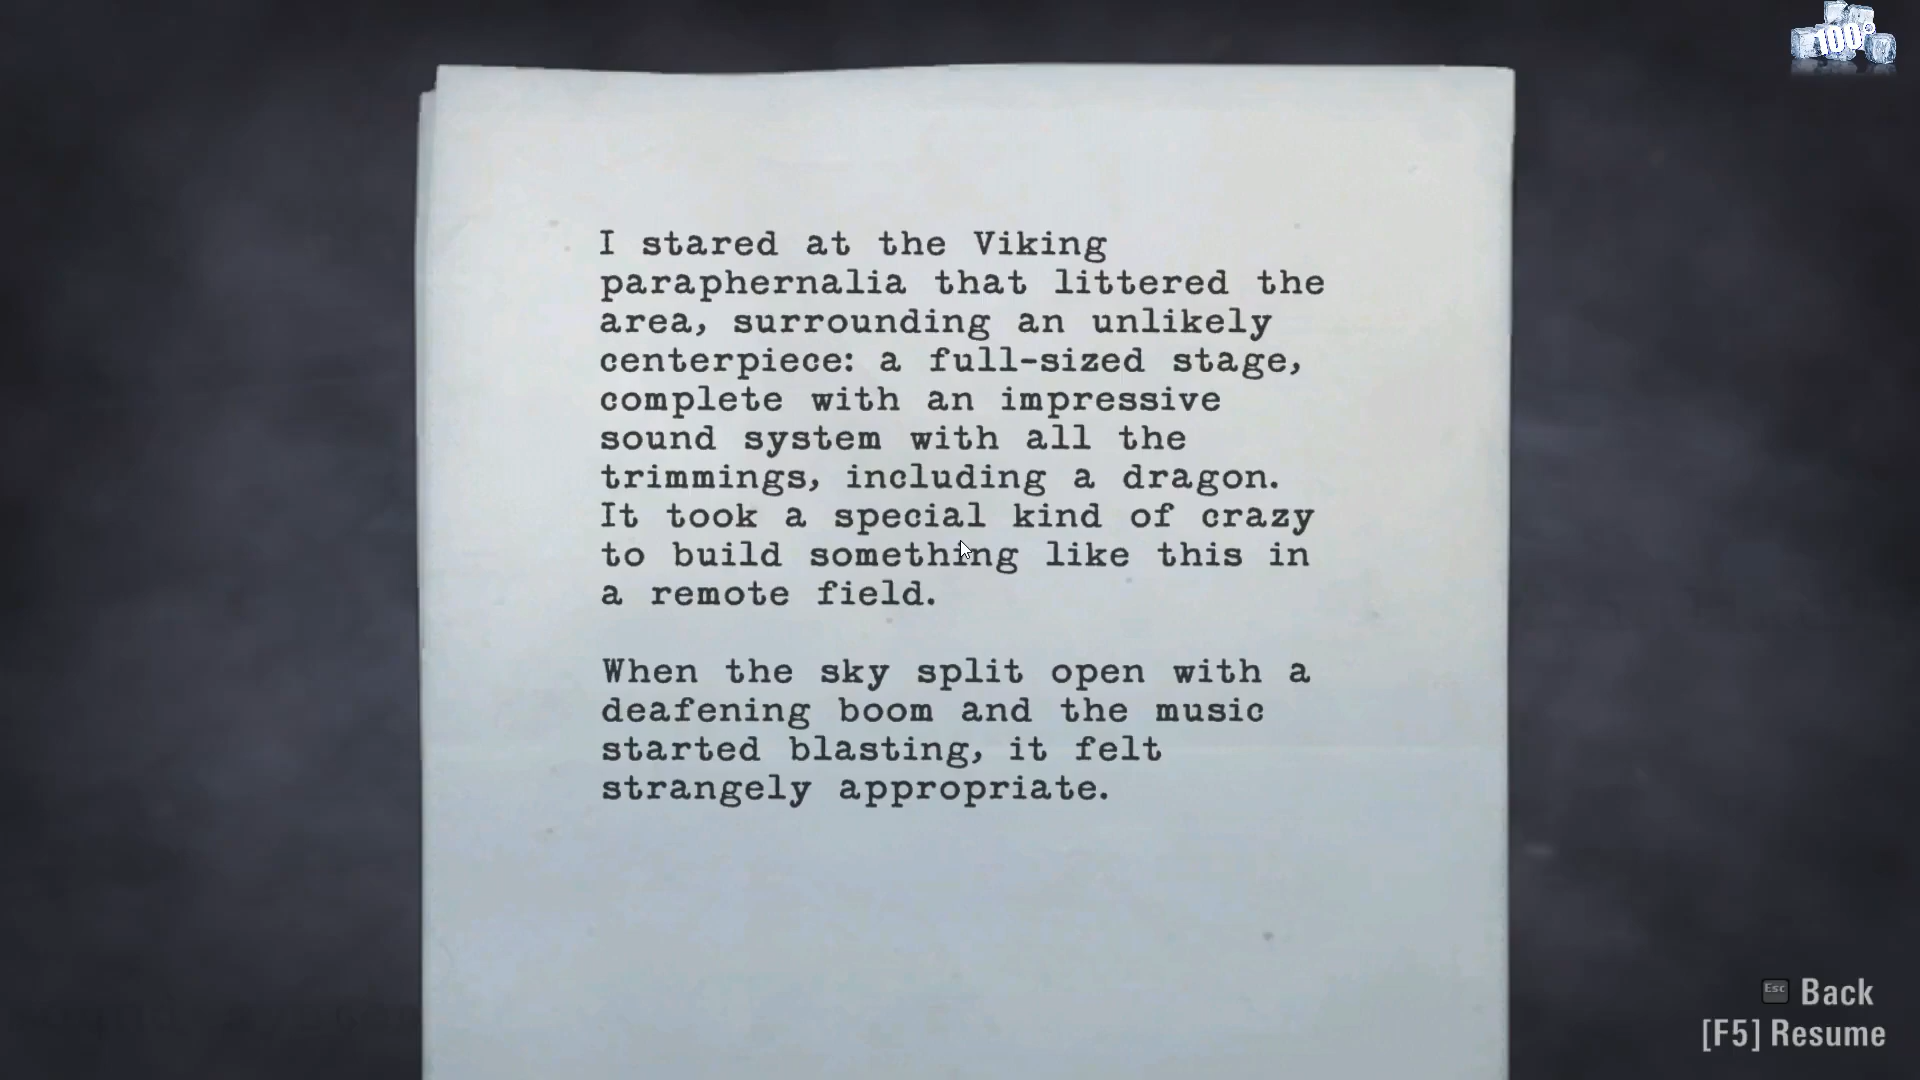 100°
I stared at the Viking
paraphernalia that littered the
area, surrounding an unlikely
centerpiece: a full-sized stage,
complete with an impressive
sound system with all the
trimmings, including a dragon.
It took a special kind of crazy
to build something like this in
a remote field.
When the sky split open with a
deafening boom and the music
started blasting, it felt
strangely appropriate.
Esc Back
[F5] Resume